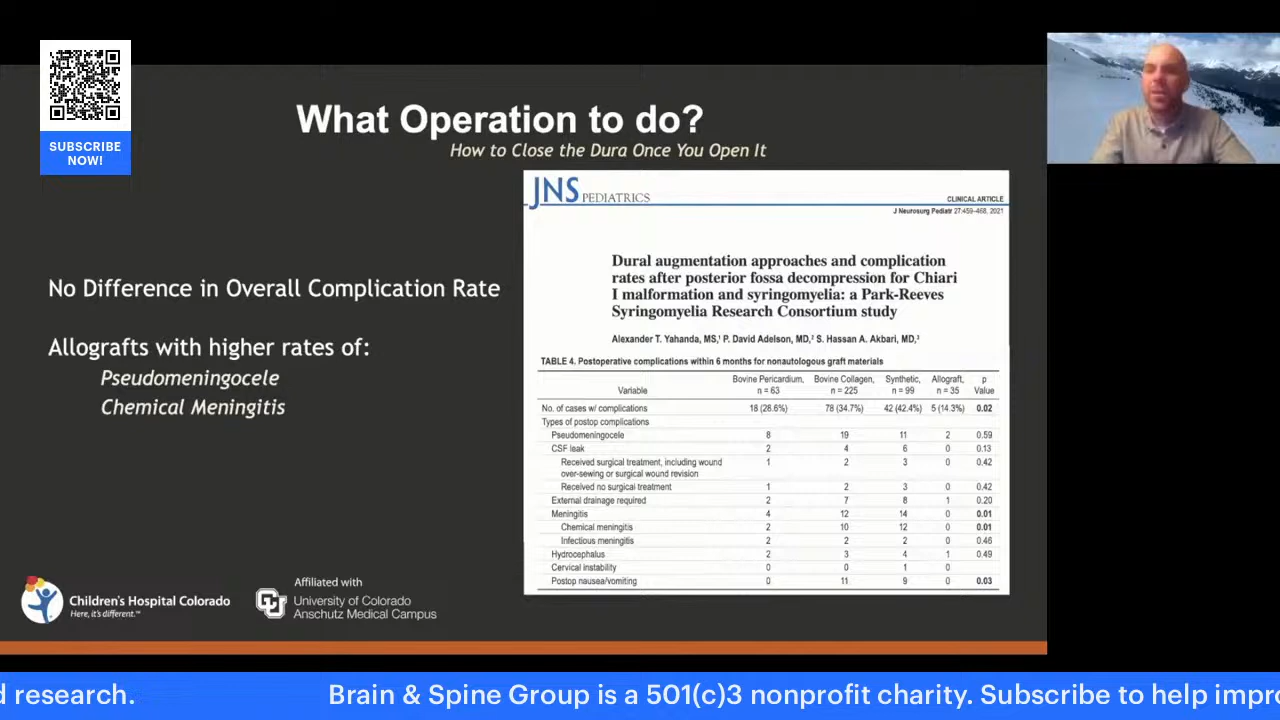 SUBSCRIBE
NOW!
What Operation to do?
How to Close the Dura Once You Open It
No Difference in Overall Complication Rate
Allografts with higher rates of:
Pseudomeningocele
Chemical Meningitis
JNS PEDIATRICS
CLINICAL ARTICLE
J Neurosurg Pediatr 27:459–468, 2021
Dural augmentation approaches and complication
rates after posterior fossa decompression for Chiari
I malformation and syringomyelia: a Park-Reeves
Syringomyelia Research Consortium study
Alexander T. Yahanda, MS,¹ P. David Adelson, MD,² S. Hassan A. Akbari, MD,³
TABLE 4. Postoperative complications within 6 months for nonautologous graft materials
Variable Bovine Pericardium, n = 63 Bovine Collagen, n = 225 Synthetic, n = 99 Allograft, n = 35 p Value
No. of cases w/ complications 18 (28.6%) 78 (34.7%) 42 (42.4%) 5 (14.3%) 0.02
Types of postop complications
Pseudomeningocele 8 19 11 2 0.59
CSF leak 2 4 6 0 0.13
Received surgical treatment, including wound over-sewing or surgical wound revision 1 2 3 0 0.42
Received no surgical treatment 1 2 3 0 0.42
External drainage required 2 7 8 1 0.20
Meningitis 4 12 14 0 0.01
Chemical meningitis 2 10 12 0 0.01
Infectious meningitis 2 2 2 0 0.46
Hydrocephalus 2 3 4 1 0.49
Cervical instability 0 0 1 0
Postop nausea/vomiting 0 11 9 0 0.03
Children's Hospital Colorado
Here, it's different.™
Affiliated with
University of Colorado
Anschutz Medical Campus
CU
d research. Brain & Spine Group is a 501(c)3 nonprofit charity. Subscribe to help impro